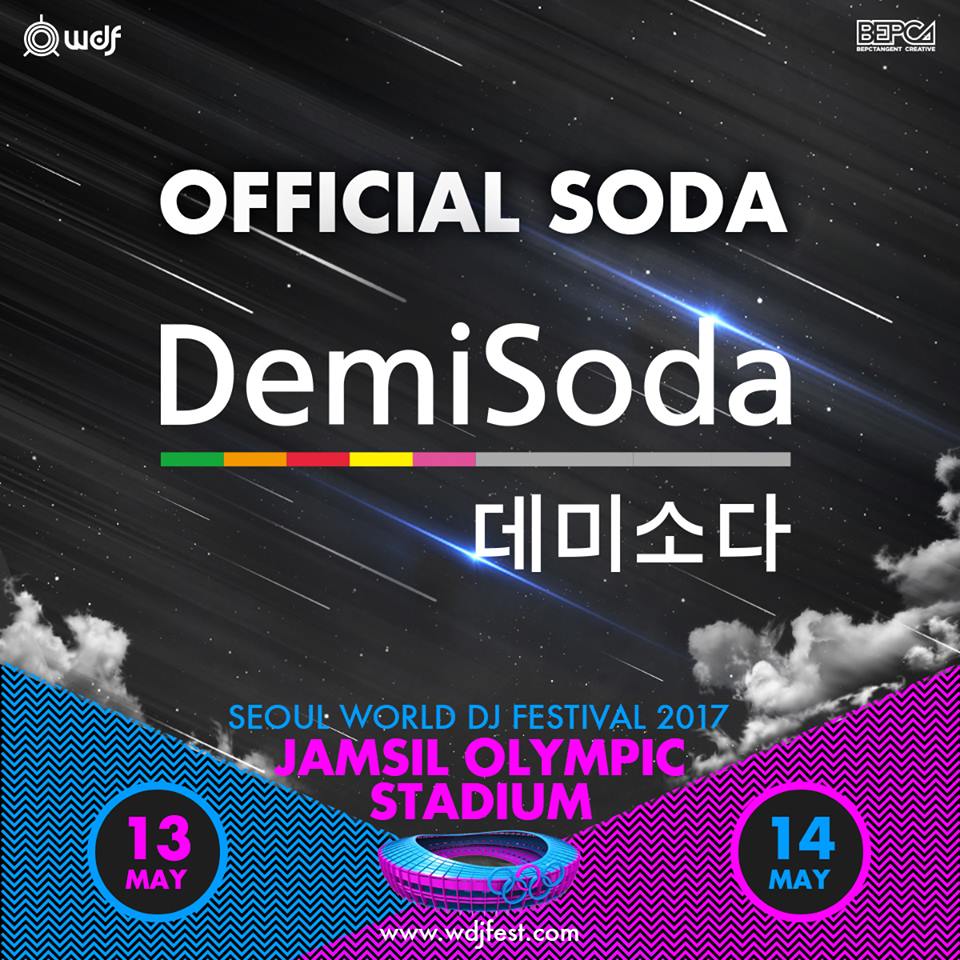 wdf
BEPCA
BEPCTANGENT CREATIVE
OFFICIAL SODA
DemiSoda
데미소다
SEOUL WORLD DJ FESTIVAL 2017
JAMSIL OLYMPIC
STADIUM
13
MAY
14
MAY
www.wdjfest.com